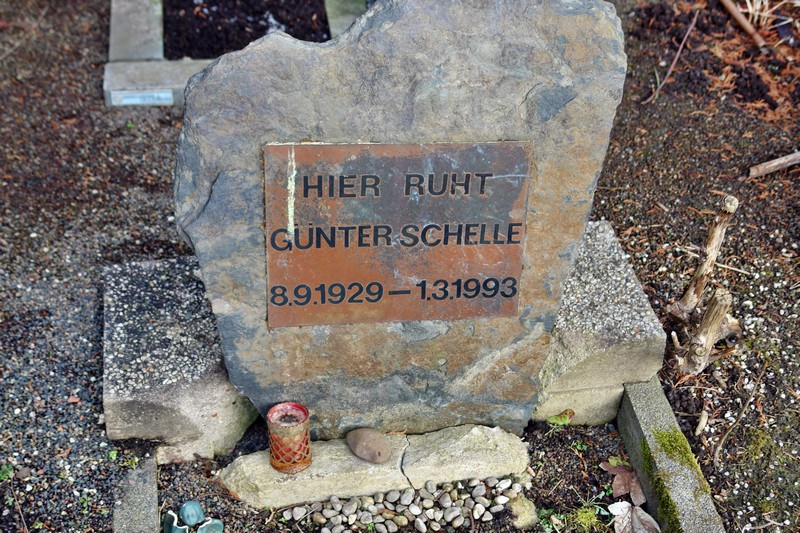 HIER RUHT
GÜNTER SCHELLE
8.9.1929 — 1.3.1993